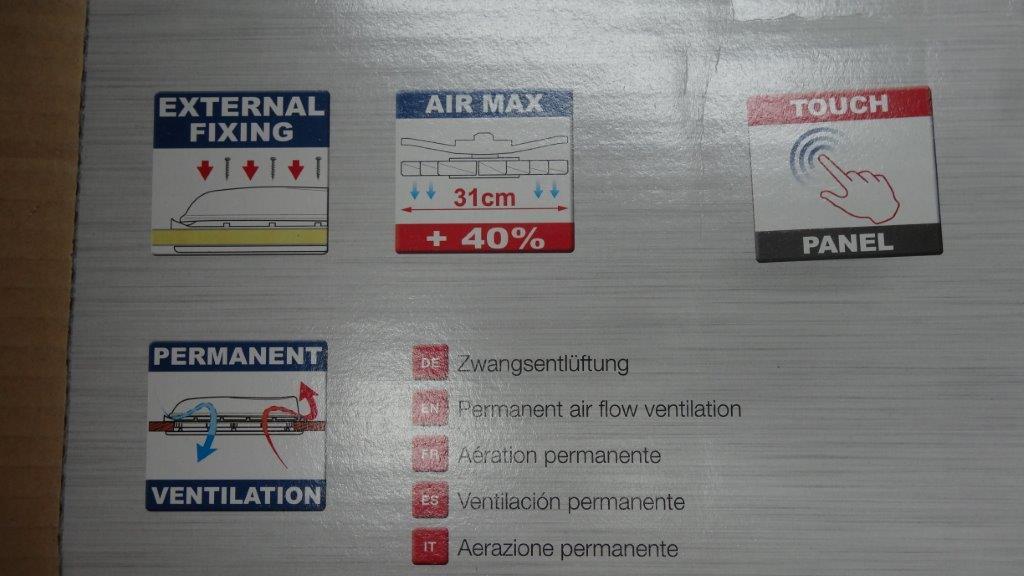 EXTERNAL
FIXING
AIR MAX
31cm
+ 40%
TOUCH
PANEL
PERMANENT
VENTILATION
DE Zwangsentlüftung
EN Permanent air flow ventilation
FR Aération permanente
ES Ventilación permanente
IT Aerazione permanente